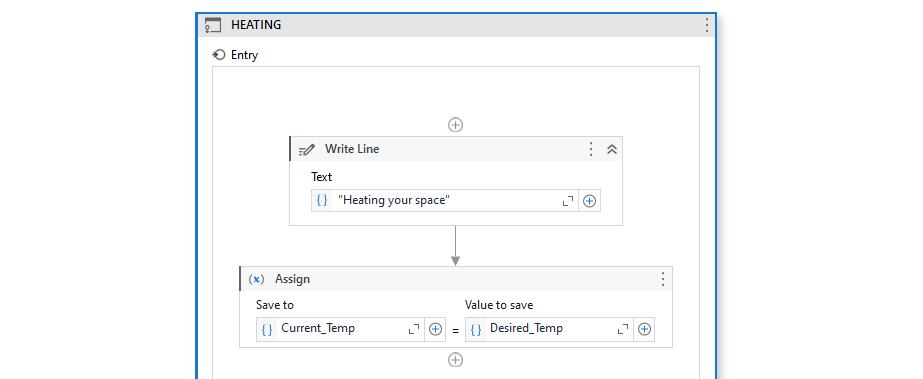 HEATING
Entry
Write Line
Text
{} "Heating your space"
(x) Assign
Save to Value to save
{} Current_Temp = {} Desired_Temp